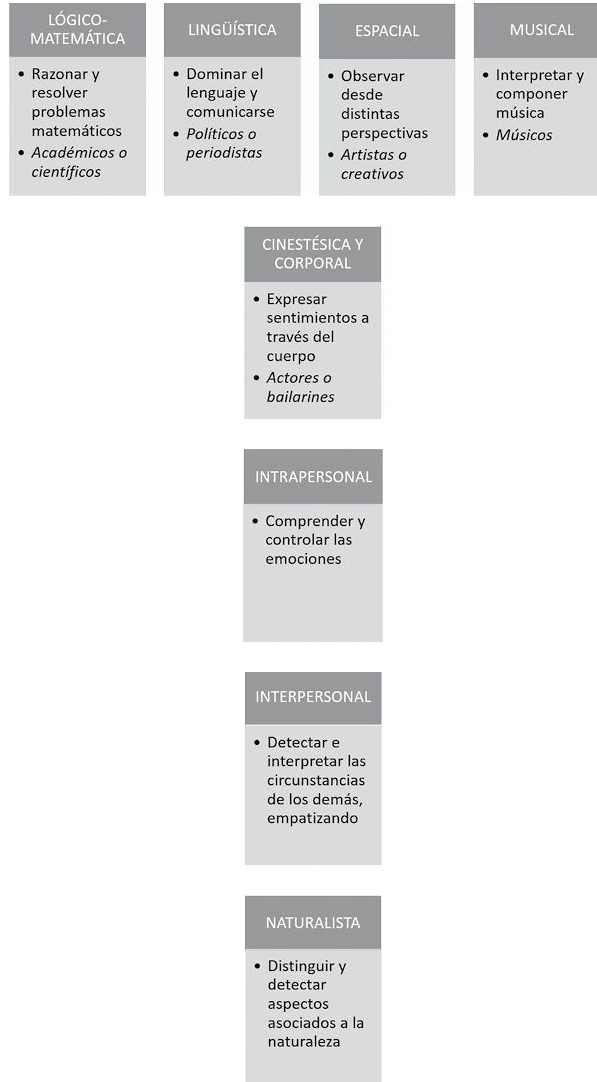 LÓGICO-
MATEMÁTICA
• Razonar y
resolver
problemas
matemáticos
• Académicos o
científicos
LINGÜÍSTICA
• Dominar el
lenguaje y
comunicarse
• Políticos o
periodistas
ESPACIAL
• Observar
desde
distintas
perspectivas
• Artistas o
creativos
MUSICAL
• Interpretar y
componer
música
• Músicos
CINESTÉSICA Y
CORPORAL
• Expresar
sentimientos a
través del
cuerpo
• Actores o
bailarines
INTRAPERSONAL
• Comprender y
controlar las
emociones
INTERPERSONAL
• Detectar e
interpretar las
circunstancias
de los demás,
empatizando
NATURALISTA
• Distinguir y
detectar
aspectos
asociados a la
naturaleza